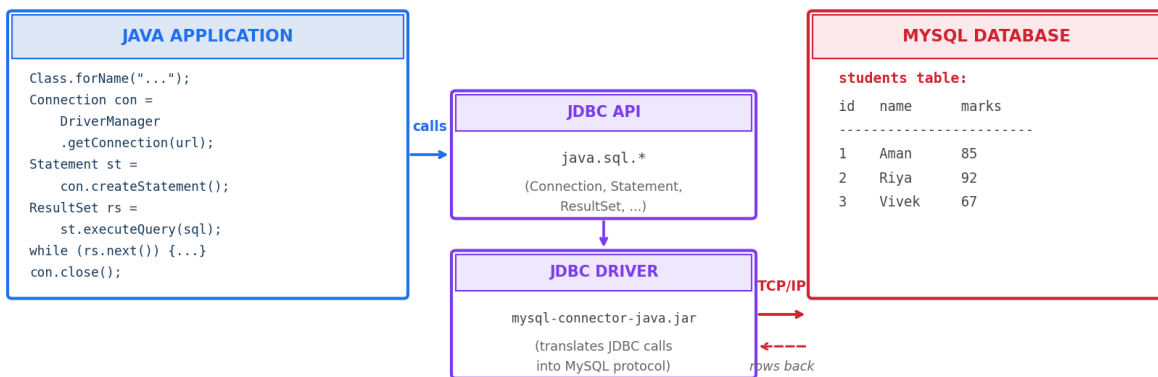 JAVA APPLICATION
Class.forName("...");
Connection con =
    DriverManager
    .getConnection(url);
Statement st =
    con.createStatement();
ResultSet rs =
    st.executeQuery(sql);
while (rs.next()) {...}
con.close();
calls
JDBC API
java.sql.*
(Connection, Statement,
ResultSet, ...)
JDBC DRIVER
mysql-connector-java.jar
(translates JDBC calls
into MySQL protocol)
TCP/IP
rows back
MYSQL DATABASE
students table:
id   name      marks
-------------------------
1    Aman      85
2    Riya      92
3    Vivek     67